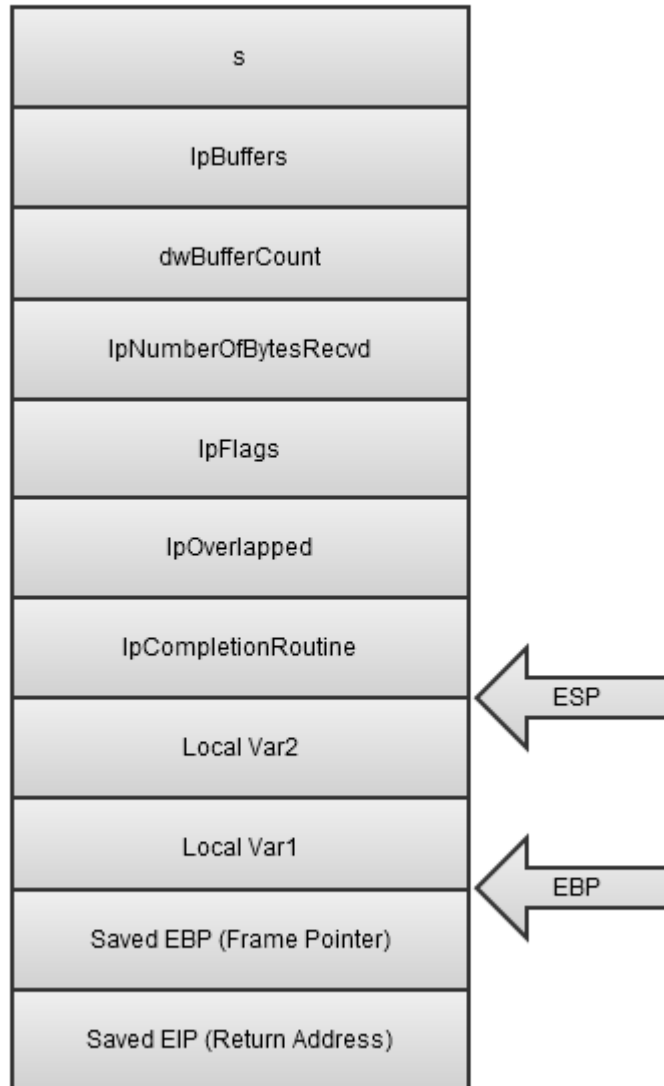 s
lpBuffers
dwBufferCount
lpNumberOfBytesRecvd
lpFlags
lpOverlapped
lpCompletionRoutine
ESP
Local Var2
Local Var1
EBP
Saved EBP (Frame Pointer)
Saved EIP (Return Address)